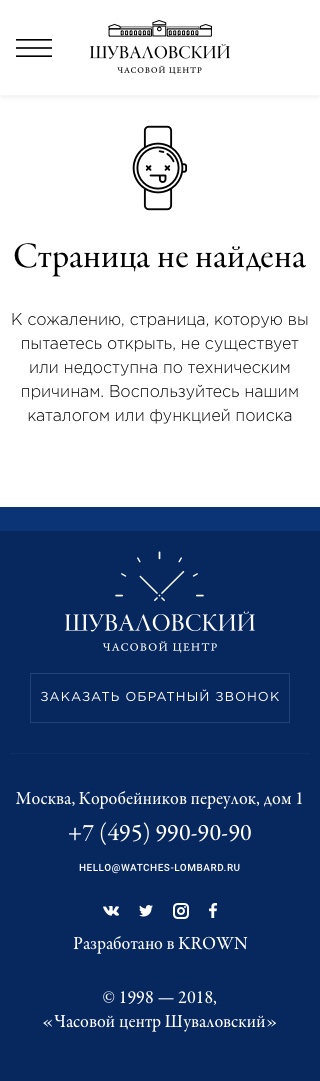 ШУВАЛОВСКИЙ
ЧАСОВОЙ ЦЕНТР
Страница не найдена
К сожалению, страница, которую вы
пытаетесь открыть, не существует
или недоступна по техническим
причинам. Воспользуйтесь нашим
каталогом или функцией поиска
ШУВАЛОВСКИЙ
ЧАСОВОЙ ЦЕНТР
ЗАКАЗАТЬ ОБРАТНЫЙ ЗВОНОК
Москва, Коробейников переулок, дом 1
+7 (495) 990-90-90
HELLO@WATCHES-LOMBARD.RU
Разработано в KROWN
© 1998 — 2018,
«Часовой центр Шуваловский»